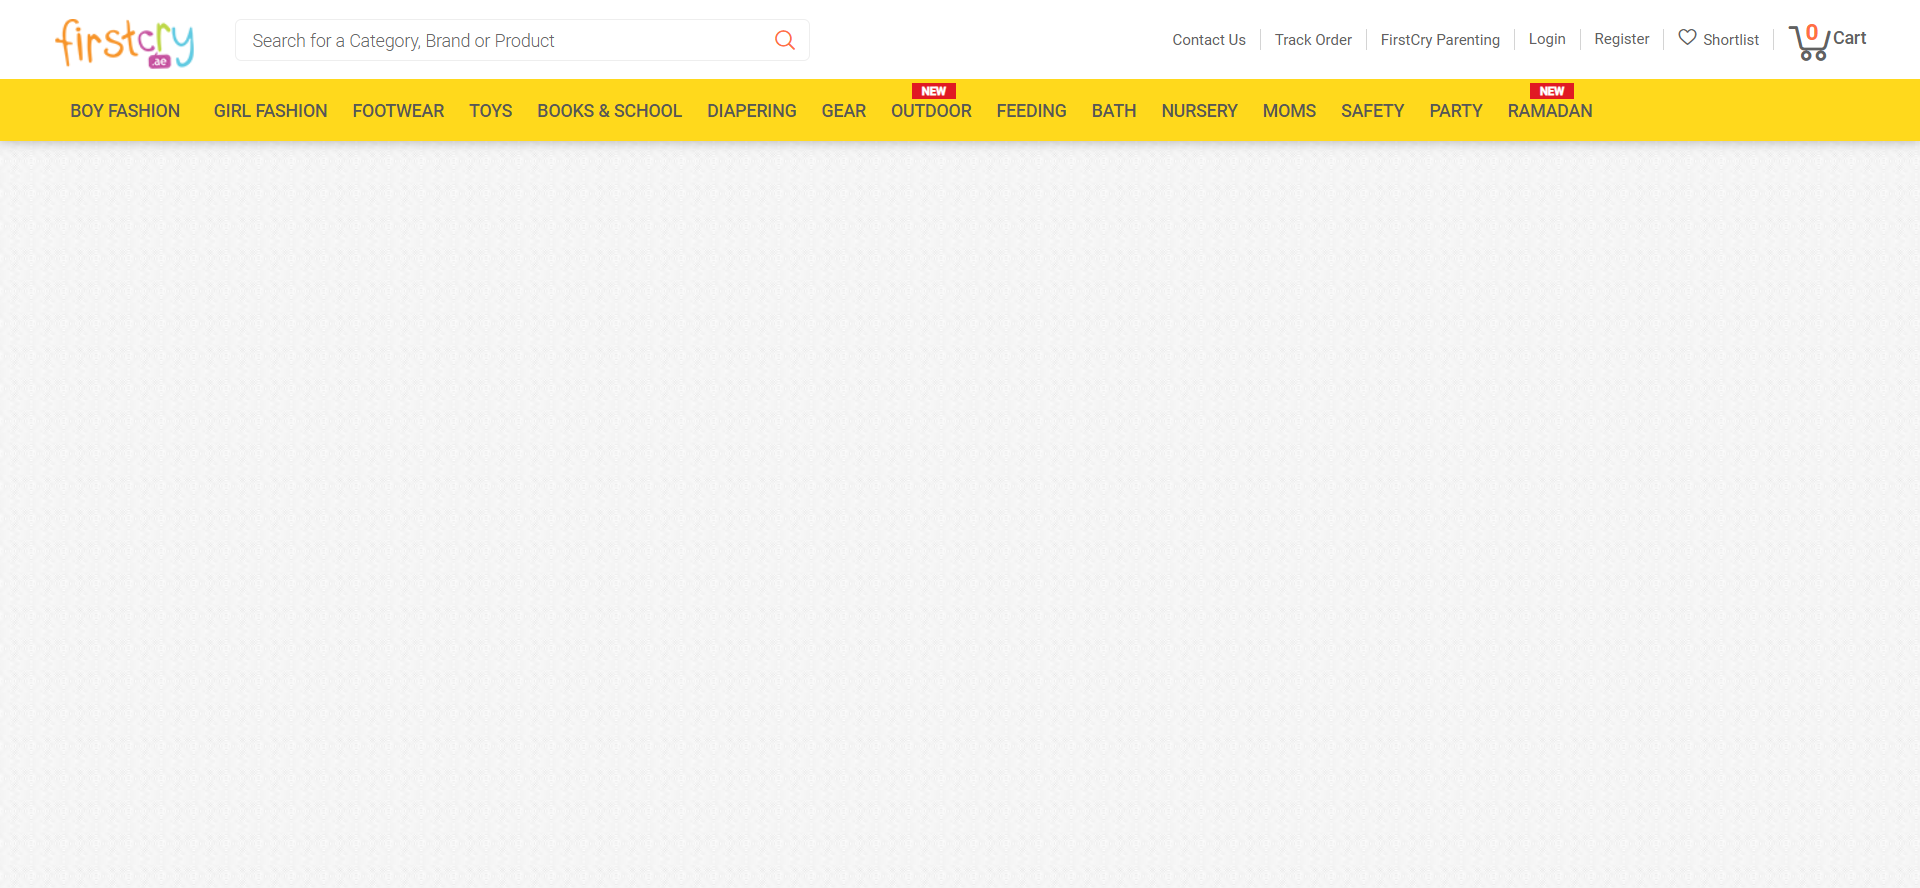 firstcry .ae
Search for a Category, Brand or Product
Contact Us Track Order FirstCry Parenting Login Register Shortlist 0 Cart
NEW NEW
BOY FASHION GIRL FASHION FOOTWEAR TOYS BOOKS & SCHOOL DIAPERING GEAR OUTDOOR FEEDING BATH NURSERY MOMS SAFETY PARTY RAMADAN